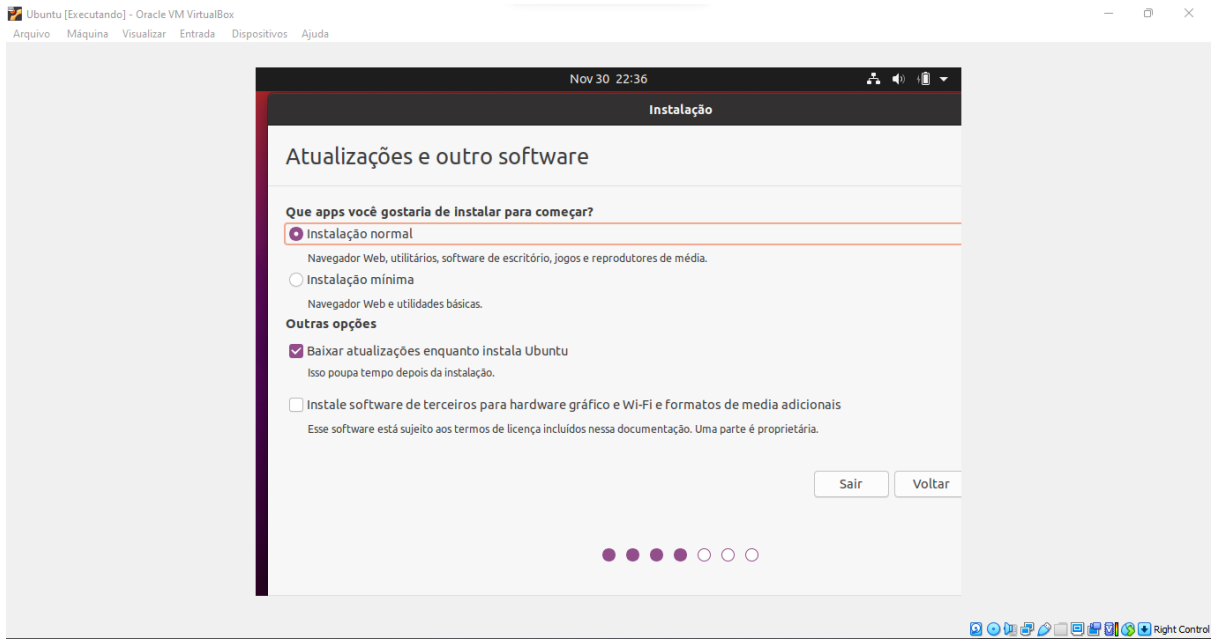 Ubuntu [Executando] - Oracle VM VirtualBox
Arquivo Máquina Visualizar Entrada Dispositivos Ajuda
Nov 30 22:36
Instalação
Atualizações e outro software
Que apps você gostaria de instalar para começar?
Instalação normal
Navegador Web, utilitários, software de escritório, jogos e reprodutores de média.
Instalação mínima
Navegador Web e utilidades básicas.
Outras opções
Baixar atualizações enquanto instala Ubuntu
Isso poupa tempo depois da instalação.
Instale software de terceiros para hardware gráfico e Wi-Fi e formatos de media adicionais
Esse software está sujeito aos termos de licença incluídos nessa documentação. Uma parte é proprietária.
Sair Voltar
Right Control